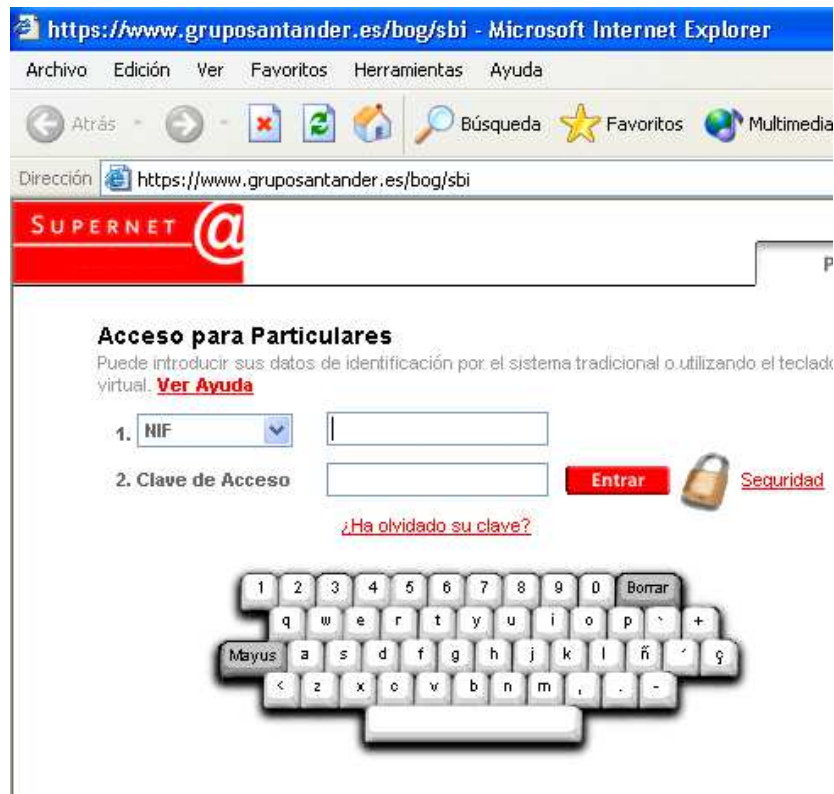 https://www.gruposantander.es/bog/sbi - Microsoft Internet Explorer
Archivo Edición Ver Favoritos Herramientas Ayuda
Atrás Búsqueda Favoritos Multimedia
Dirección https://www.gruposantander.es/bog/sbi
SUPERNET @
P
Acceso para Particulares
Puede introducir sus datos de identificación por el sistema tradicional o utilizando el teclado
virtual. Ver Ayuda
1. NIF
2. Clave de Acceso Entrar Seguridad
¿Ha olvidado su clave?
1 2 3 4 5 6 7 8 9 0 Borrar
q w e r t y u i o p ` +
Mayus a s d f g h j k l ñ ´ ç
< z x c v b n m , . -